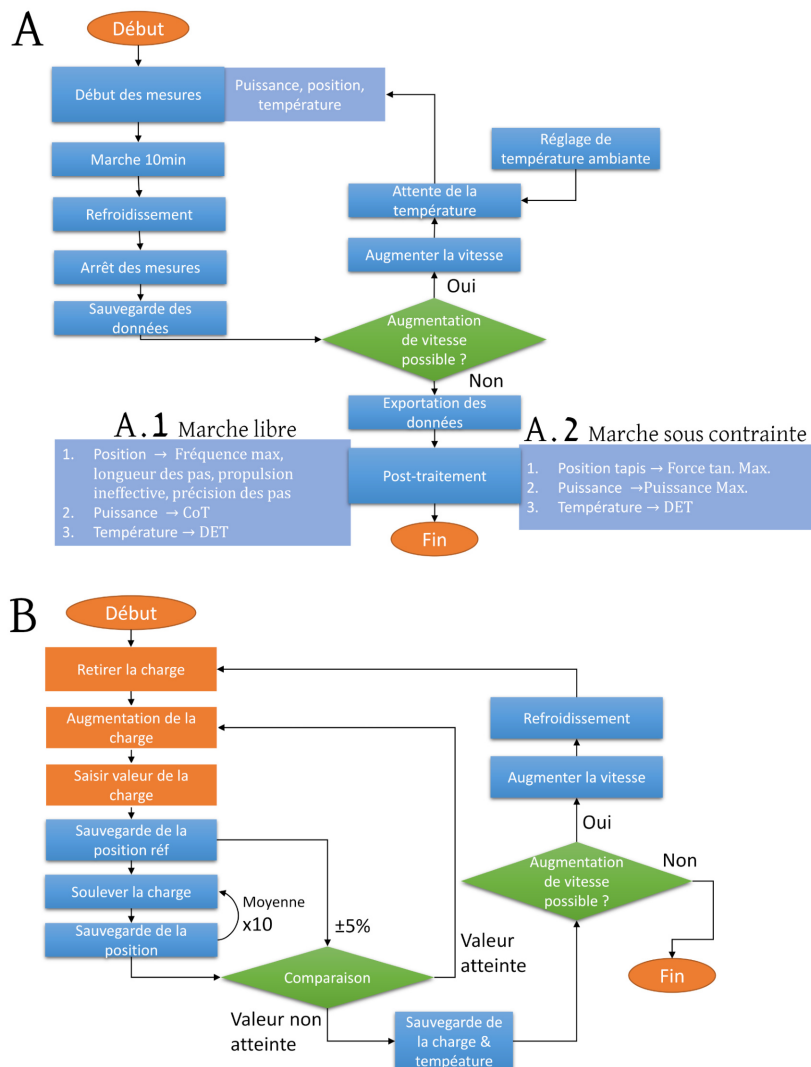 A
Début
Début des mesures
Puissance, position,
température
Marche 10min
Refroidissement
Arrêt des mesures
Sauvegarde des
données
Réglage de
température ambiante
Attente de la
température
Augmenter la vitesse
Oui
Augmentation
de vitesse
possible ?
Non
Exportation des
données
Post-traitement
Fin
A.1 Marche libre
1. Position → Fréquence max,
longueur des pas, propulsion
ineffective, précision des pas
2. Puissance → CoT
3. Température → DET
A.2 Marche sous contrainte
1. Position tapis → Force tan. Max.
2. Puissance →Puissance Max.
3. Température → DET
B
Début
Retirer la charge
Augmentation de la
charge
Saisir valeur de la
charge
Sauvegarde de la
position réf
Soulever la charge
Sauvegarde de la
position
Moyenne
x10
±5%
Comparaison
Valeur
atteinte
Valeur non
atteinte
Sauvegarde de
la charge &
tempéature
Refroidissement
Augmenter la vitesse
Oui
Augmentation
de vitesse
possible ?
Non
Fin